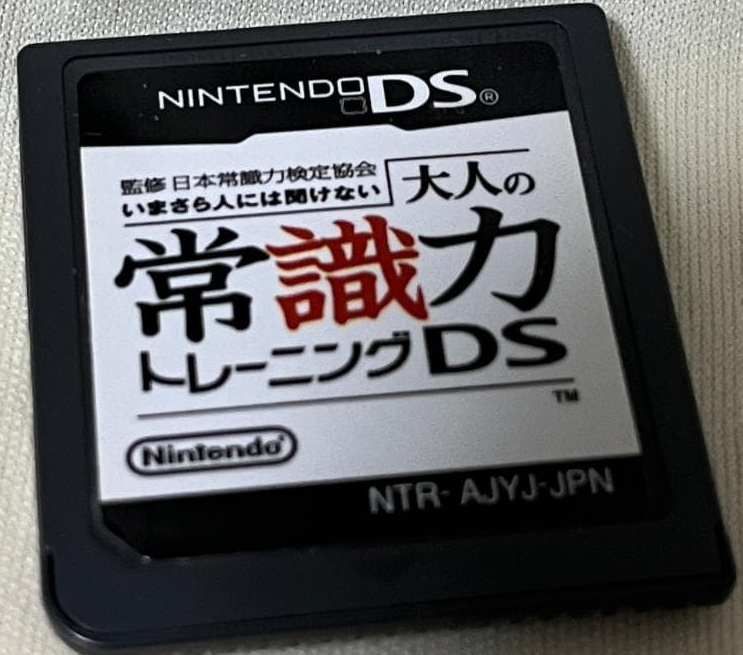 NINTENDO DS®
監修 日本常識力検定協会
いまさら人には聞けない
大人の
常識力
トレーニングDS
TM
Nintendo
NTR- AJYJ-JPN